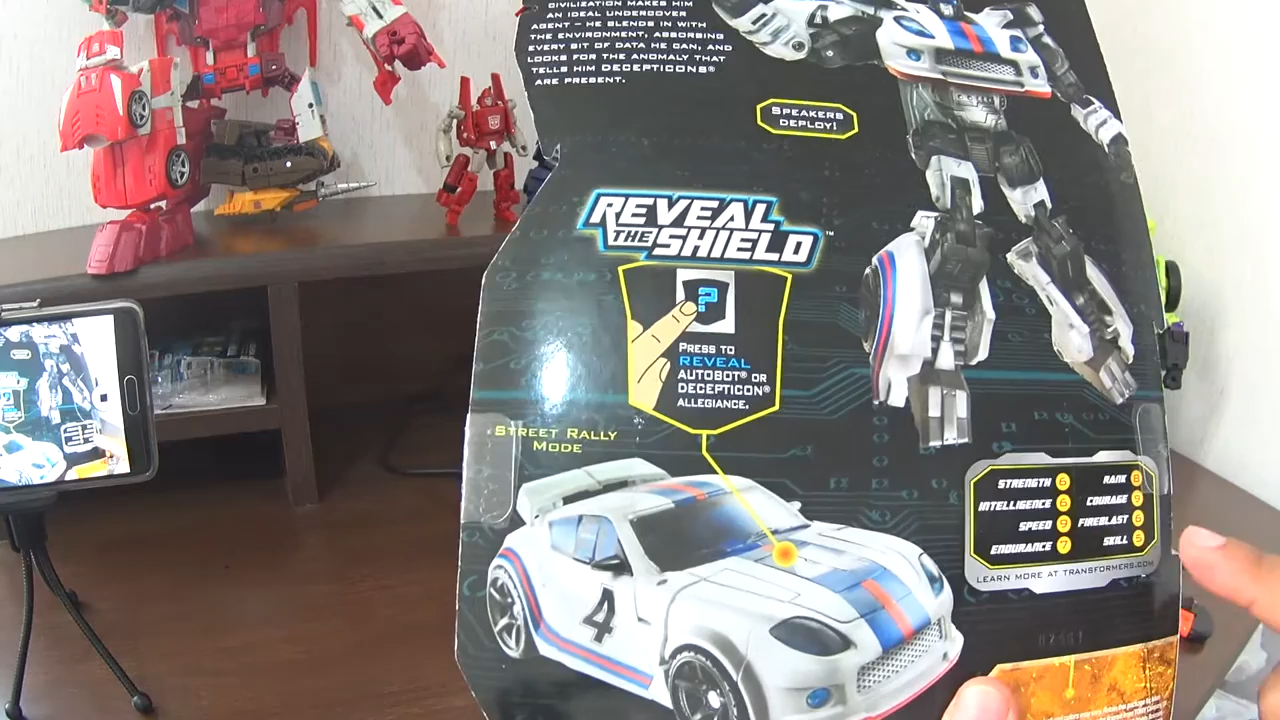 CIVILIZATION MAKES HIM
AN IDEAL UNDERCOVER
AGENT – HE BLENDS IN WITH
THE ENVIRONMENT, ABSORBING
EVERY BIT OF DATA HE CAN, AND
LOOKS FOR THE ANOMALY THAT
TELLS HIM DECEPTICONS®
ARE PRESENT.
SPEAKERS
DEPLOY!
REVEAL
THE SHIELD™
?
PRESS TO
REVEAL
AUTOBOT® OR
DECEPTICON®
ALLEGIANCE.
STREET RALLY
MODE
4
STRENGTH 6 RANK 8
INTELLIGENCE 6 COURAGE 9
SPEED 9 FIREBLAST 6
ENDURANCE 7 SKILL 5
LEARN MORE AT TRANSFORMERS.COM